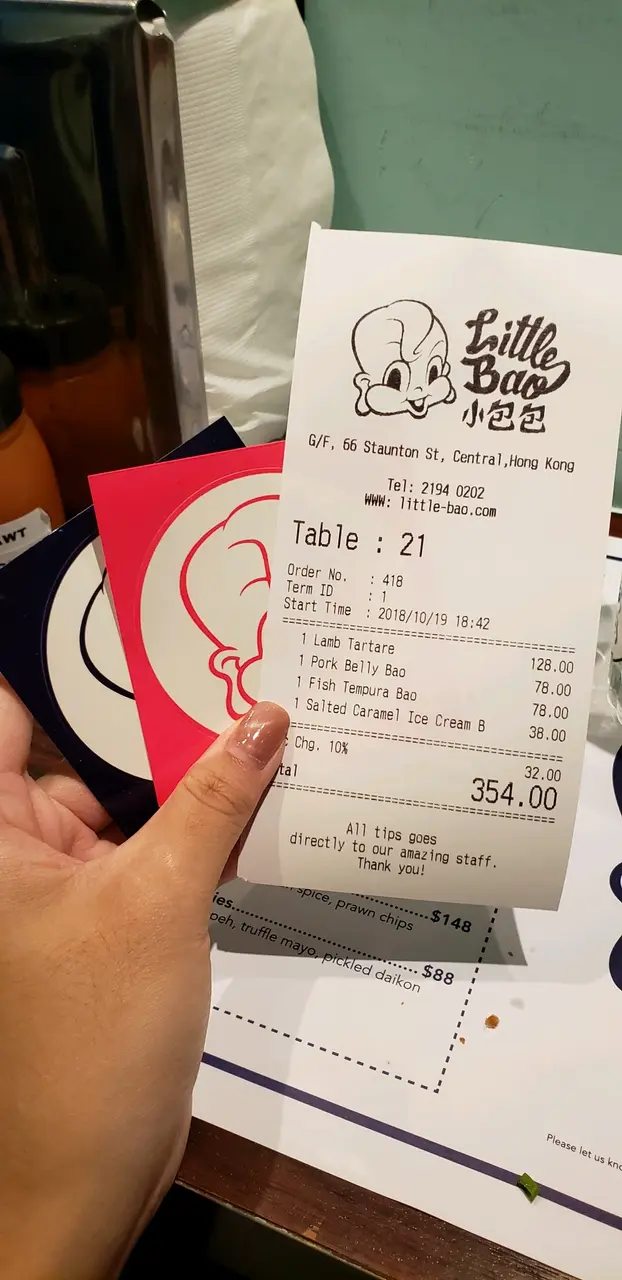 Little
Bao
小包包
G/F, 66 Staunton St, Central,Hong Kong
Tel: 2194 0202
WWW: little-bao.com
Table : 21
Order No. : 418
Term ID : 1
Start Time : 2018/10/19 18:42
1 Lamb Tartare 128.00
1 Pork Belly Bao 78.00
1 Fish Tempura Bao 78.00
1 Salted Caramel Ice Cream B 38.00
Chg. 10% 32.00
tal 354.00
All tips goes
directly to our amazing staff.
Thank you!
spice, prawn chips $148
ies
peh, truffle mayo, pickled daikon $88
Please let us kno
WT